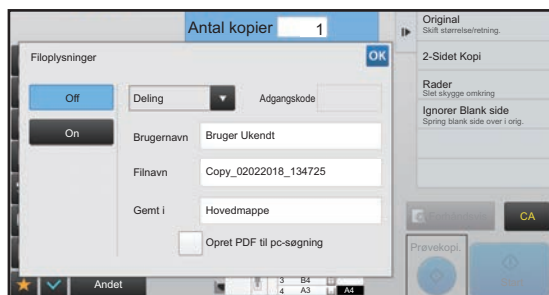 Antal kopier 1
Original
Skift størrelse/retning.
2-Sidet Kopi
Rader
Slet skygge omkring
Ignorer Blank side
Spring blank side over i orig.
Filoplysninger
OK
Off
On
Deling
Adgangskode
Brugernavn
Bruger Ukendt
Filnavn
Copy_02022018_134725
Gemt i
Hovedmappe
Opret PDF til pc-søgning
CA
Prøvekopi.
Andet
3 B4
4 A3
A4